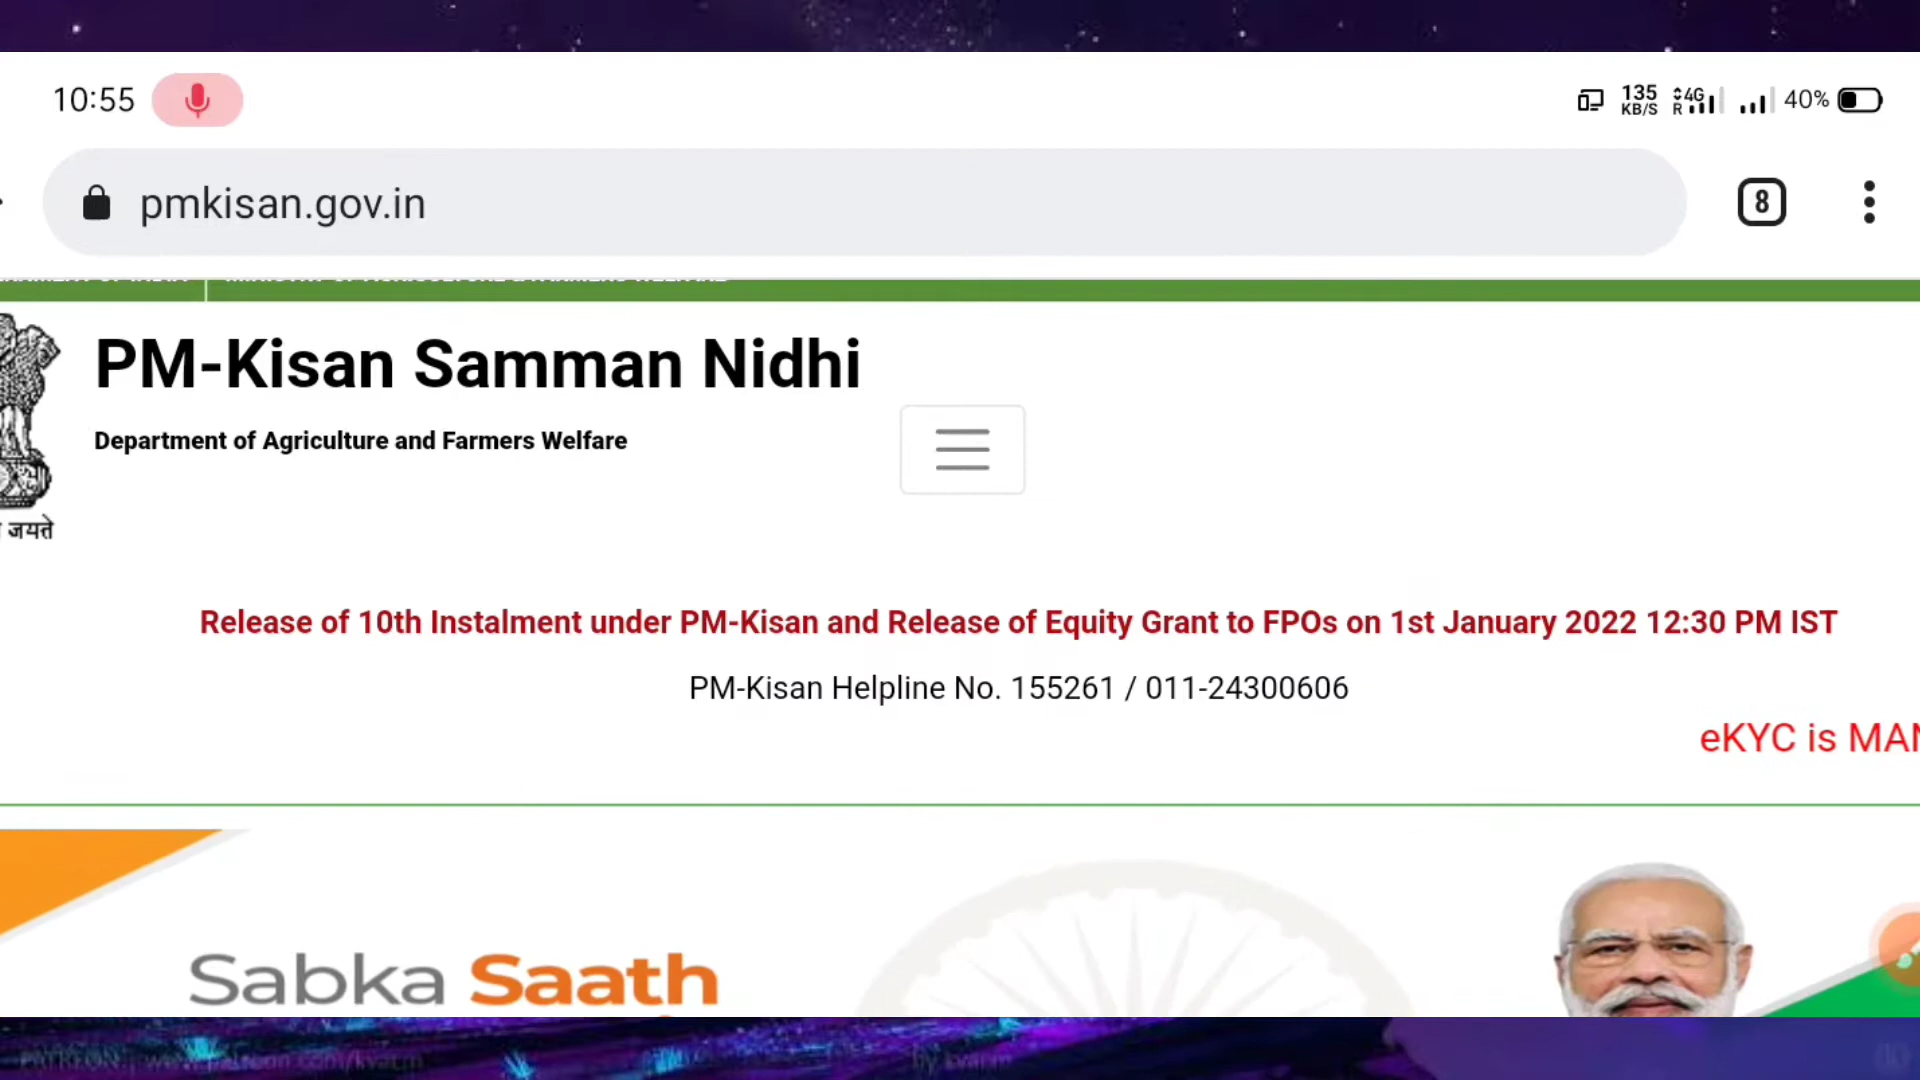 10:55
135 KB/S 4G R 40%
pmkisan.gov.in
8
PM-Kisan Samman Nidhi
Department of Agriculture and Farmers Welfare
जयते
Release of 10th Instalment under PM-Kisan and Release of Equity Grant to FPOs on 1st January 2022 12:30 PM IST
PM-Kisan Helpline No. 155261 / 011-24300606
eKYC is
Sabka Saath